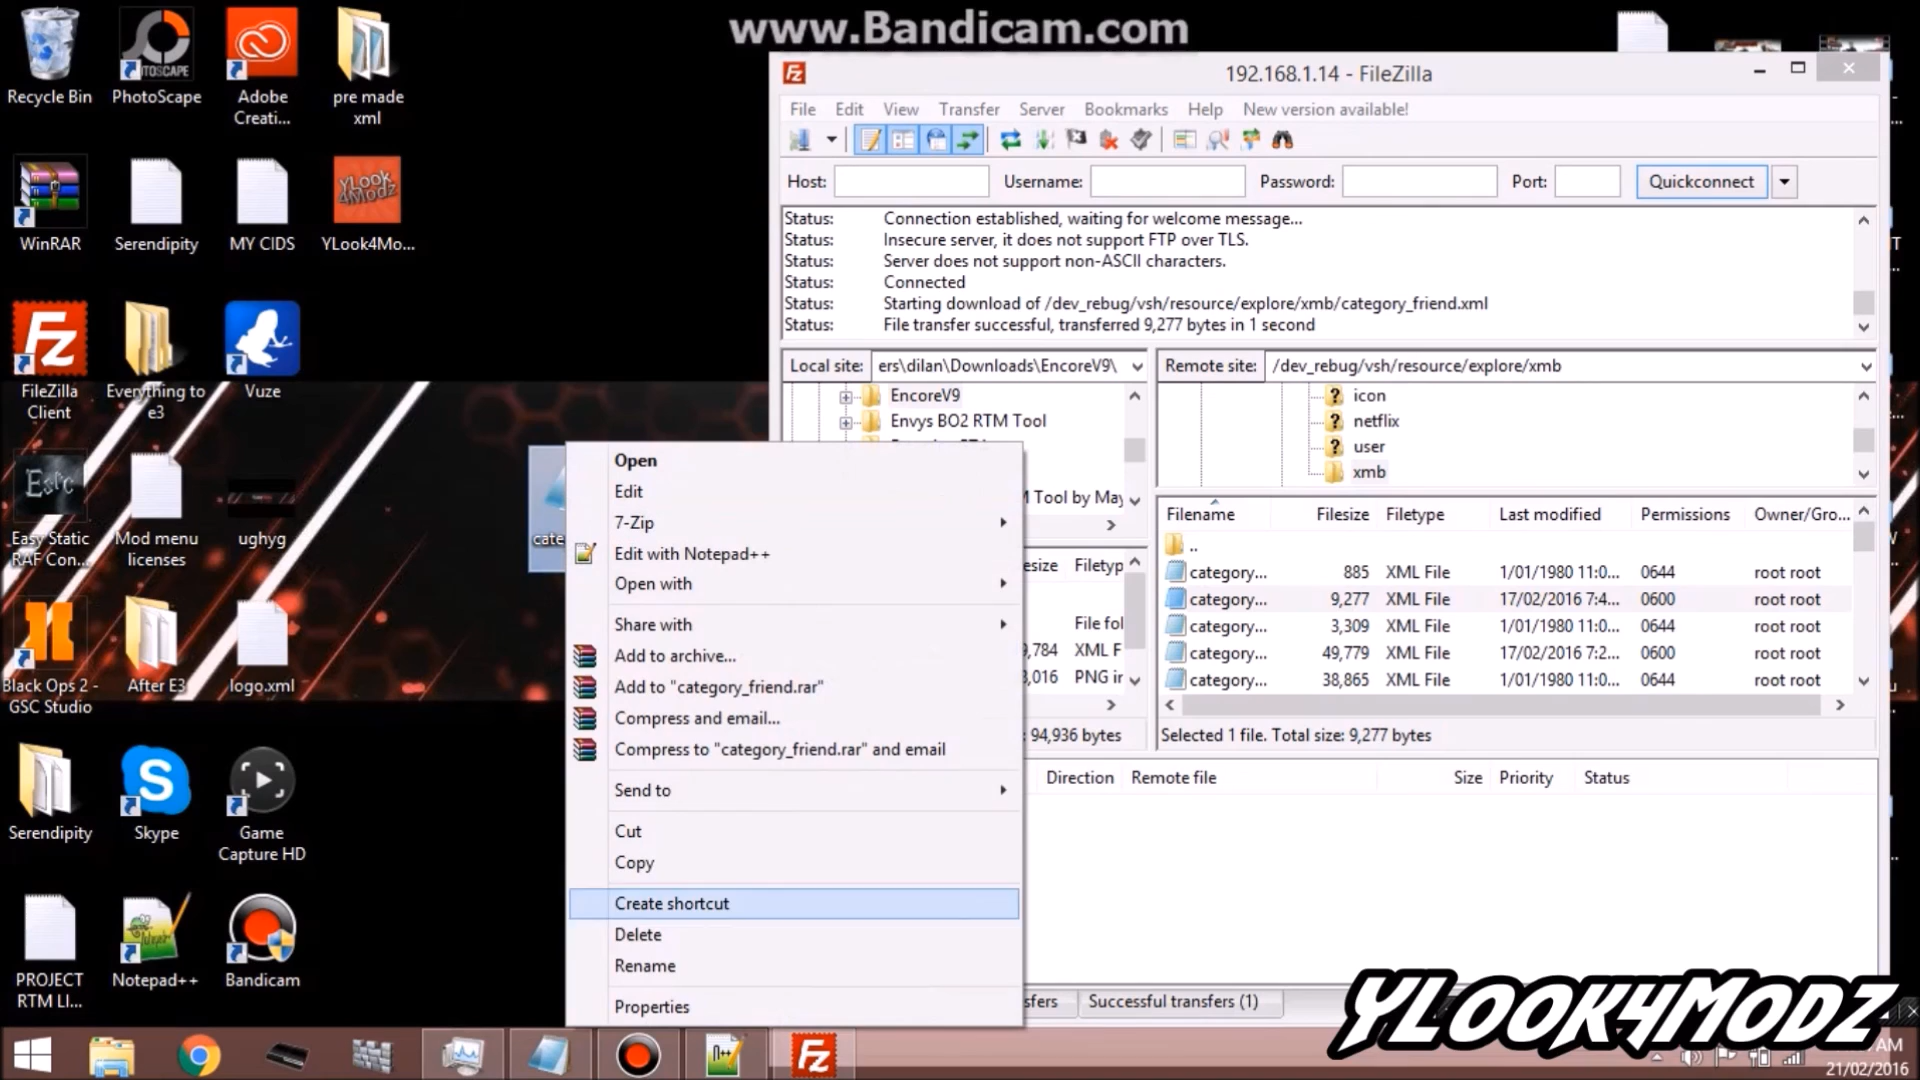 www.Bandicam.com
Recycle Bin
PhotoScape
Adobe
Creati...
pre made
xml
WinRAR
Serendipity
MY CIDS
YLook4Mo...
FileZilla
Client
Everything to
e3
Vuze
Easy Static
RAF Con...
Mod menu
licenses
ughyg
Black Ops 2 -
GSC Studio
After E3
logo.xml
Serendipity
Skype
Game
Capture HD
PROJECT
RTM LI...
Notepad++
Bandicam
cate
192.168.1.14 - FileZilla
File Edit View Transfer Server Bookmarks Help New version available!
Host: Username: Password: Port: Quickconnect
Status: Connection established, waiting for welcome message...
Status: Insecure server, it does not support FTP over TLS.
Status: Server does not support non-ASCII characters.
Status: Connected
Status: Starting download of /dev_rebug/vsh/resource/explore/xmb/category_friend.xml
Status: File transfer successful, transferred 9,277 bytes in 1 second
Local site: ers\dilan\Downloads\EncoreV9\
EncoreV9
Envys BO2 RTM Tool
M Tool by May
esize Filetyp
File fol
9,784 XML F
3,016 PNG in
: 94,936 bytes
Remote site: /dev_rebug/vsh/resource/explore/xmb
icon
netflix
user
xmb
Filename Filesize Filetype Last modified Permissions Owner/Gro...
..
category... 885 XML File 1/01/1980 11:0... 0644 root root
category... 9,277 XML File 17/02/2016 7:4... 0600 root root
category... 3,309 XML File 1/01/1980 11:0... 0644 root root
category... 49,779 XML File 17/02/2016 7:2... 0600 root root
category... 38,865 XML File 1/01/1980 11:0... 0644 root root
Selected 1 file. Total size: 9,277 bytes
Direction Remote file Size Priority Status
sfers Successful transfers (1)
Open
Edit
7-Zip
Edit with Notepad++
Open with
Share with
Add to archive...
Add to "category_friend.rar"
Compress and email...
Compress to "category_friend.rar" and email
Send to
Cut
Copy
Create shortcut
Delete
Rename
Properties
YLOOK4MODZ
AM
21/02/2016